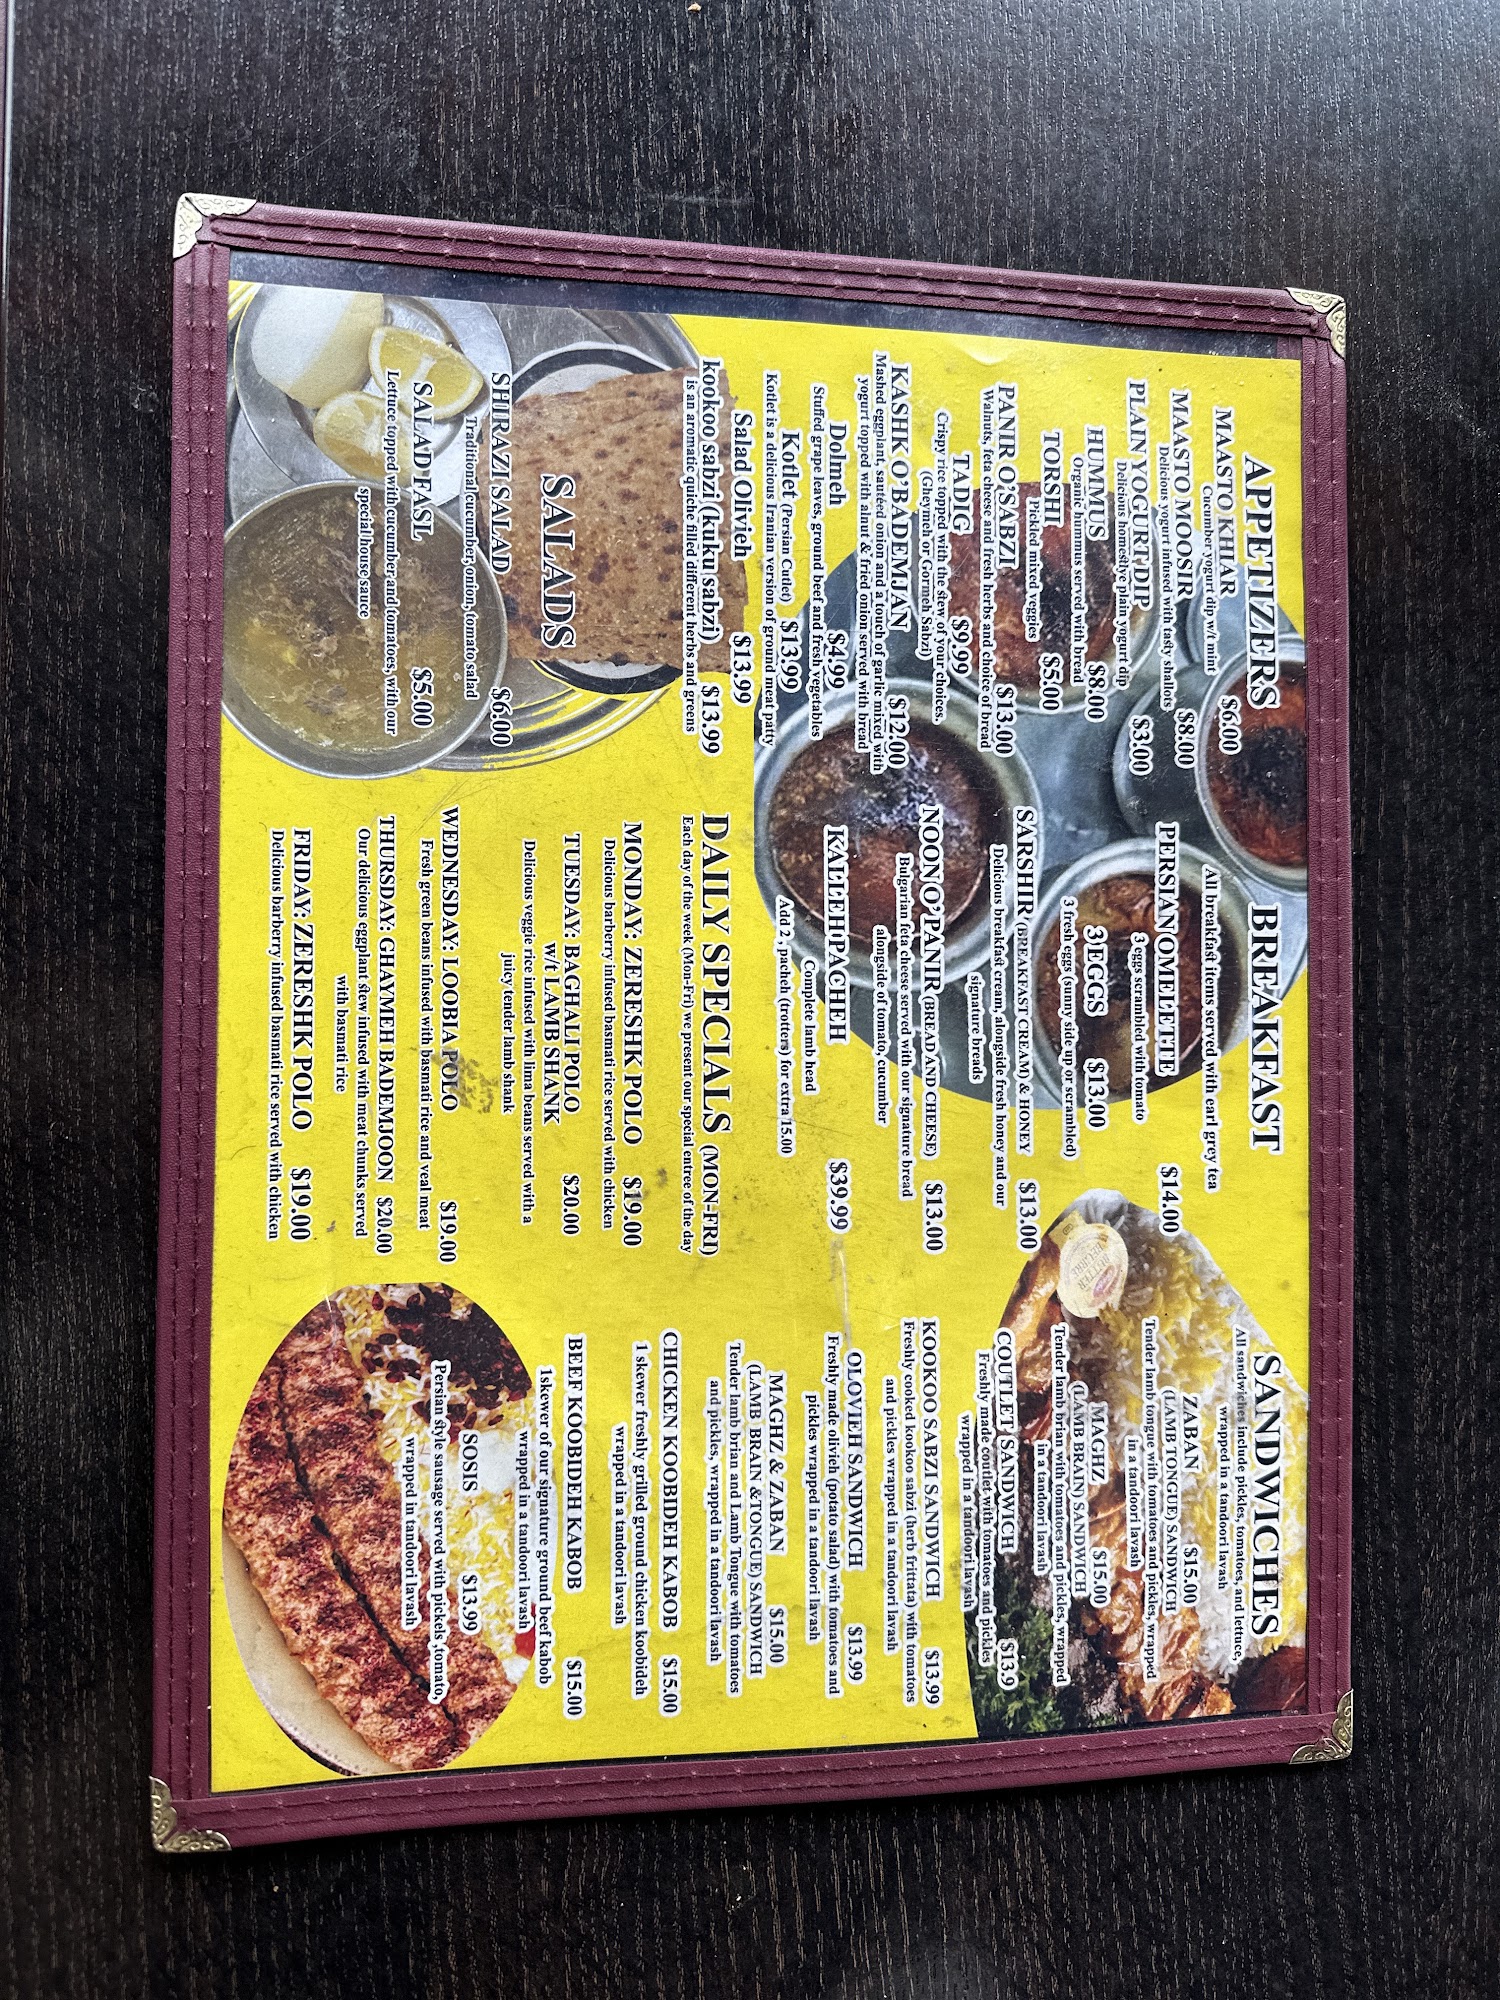 APPETIZERS
MAASTO KHIAR $6.00
Cucumber yogurt dip w/t mint
MAASTO MOOSIR $8.00
Delicious yogurt infused with tasty shallots
PLAIN YOGURT DIP $3.00
Delicious homestlye plain yogurt dip
HUMMUS $8.00
Organic Hummus served with bread
TORSHI $5.00
Pickled mixed veggies
PANIR O'SABZI $13.00
Walnuts, feta cheese and fresh herbs and choice of bread
TADIG $9.99
Crispy rice topped with the stew of your choices.
(Gheymeh or Gormeh Sabzi)
KASHK O'BADEMJAN $12.00
Mashed eggplant, sautéed onion and a touch of garlic mixed with
yogurt topped with alnut & fried onion served with bread
Dolmeh $4.99
Stuffed grape leaves, ground beef and fresh vegetables
Kotlet (Persian Cutlet) $13.99
Kotlet is a delicious Iranian version of ground meat patty
Salad Olivieh $13.99
kookoo sabzi (kuku sabzi) $13.99
is an aromatic quiche filled different herbs and greens
SALADS
SHIRAZI SALAD $6.00
Traditional cucumber, onion, tomato salad
SALAD FASL $5.00
Lettuce topped with cucumber and tomatoes, with our
special house sauce
BREAKFAST
All breakfast items served with earl grey tea
PERSIAN OMELETTE $14.00
3 eggs scrambled with tomato
3 EGGS $13.00
3 fresh eggs (sunny side up or scrambled)
SARSHIR (BREAKFAST CREAM) & HONEY $13.00
Delicious breakfast cream, alongside fresh honey and our
signature breads
NOON O' PANIR (BREAD AND CHEESE) $13.00
Bulgarian feta cheese served with our signature bread
alongside of tomato, cucumber
KALLEH PACHEH $39.99
Complete lamb head
Add 2 , pacheh (trotters) for extra 15.00
DAILY SPECIALS (MON-FRI)
Each day of the week (Mon-Fri) we present our special entree of the day
MONDAY: ZERESHK POLO $19.00
Delicious barberry infused basmati rice served with chicken
TUESDAY: BAGHALI POLO $20.00
w/t LAMB SHANK
Delicious veggie rice infused with lima beans served with a
juicy tender lamb shank
WEDNESDAY: LOOBIA POLO $19.00
Fresh green beans infused with basmati rice and veal meat
THURSDAY: GHAYMEH BADEMJOON $20.00
Our delicious eggplant stew infused with meat chunks served
with basmati rice
FRIDAY: ZERESHK POLO $19.00
Delicious barberry infused basmati rice served with chicken
SANDWICHES
All sandwiches include pickles, tomatoes, and lettuce,
wrapped in a tandoori lavash
ZABAN $15.00
(LAMB TONGUE) SANDWICH
Tender lamb tongue with tomatoes and pickles, wrapped
in a tandoori lavash
MAGHZ $15.00
(LAMB BRAIN) SANDWICH
Tender lamb brian with tomatoes and pickles, wrapped
in a tandoori lavash
COUTLET SANDWICH $13.9
Freshly made coutlet with tomatoes and pickles
wrapped in a tandoori lavash
KOOKOO SABZI SANDWICH $13.99
Freshly cooked kookoo sabzi (herb frittata) with tomatoes
and pickles wrapped in a tandoori lavash
OLOVIEH SANDWICH $13.99
Freshly made olivieh (potato salad) with tomatoes and
pickles wrapped in a tandoori lavash
MAGHZ & ZABAN $15.00
(LAMB BRAIN &TONGUE) SANDWICH
Tender lamb brian and Lamb Tongue with tomatoes
and pickles, wrapped in a tandoori lavash
CHICKEN KOOBIDEH KABOB $15.00
1 skewer freshly grilled ground chicken koobideh
wrapped in a tandoori lavash
BEEF KOOBIDEH KABOB $15.00
1skewer of our signature ground beef kabob
wrapped in a tandoori lavash
SOSIS $13.99
Persian style sausage served with pickels ,tomato,
wrapped in tandoori lavash